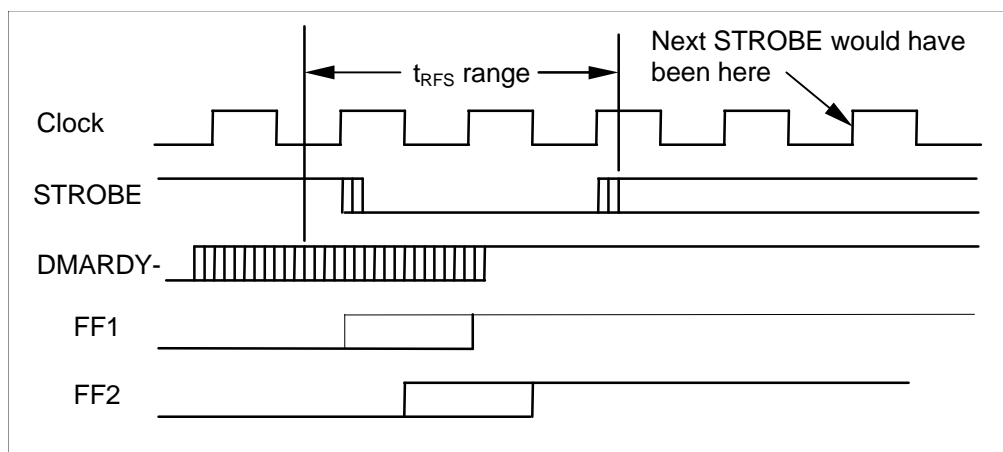 Next STROBE would have
been here
tRFS range
Clock
STROBE
DMARDY-
FF1
FF2